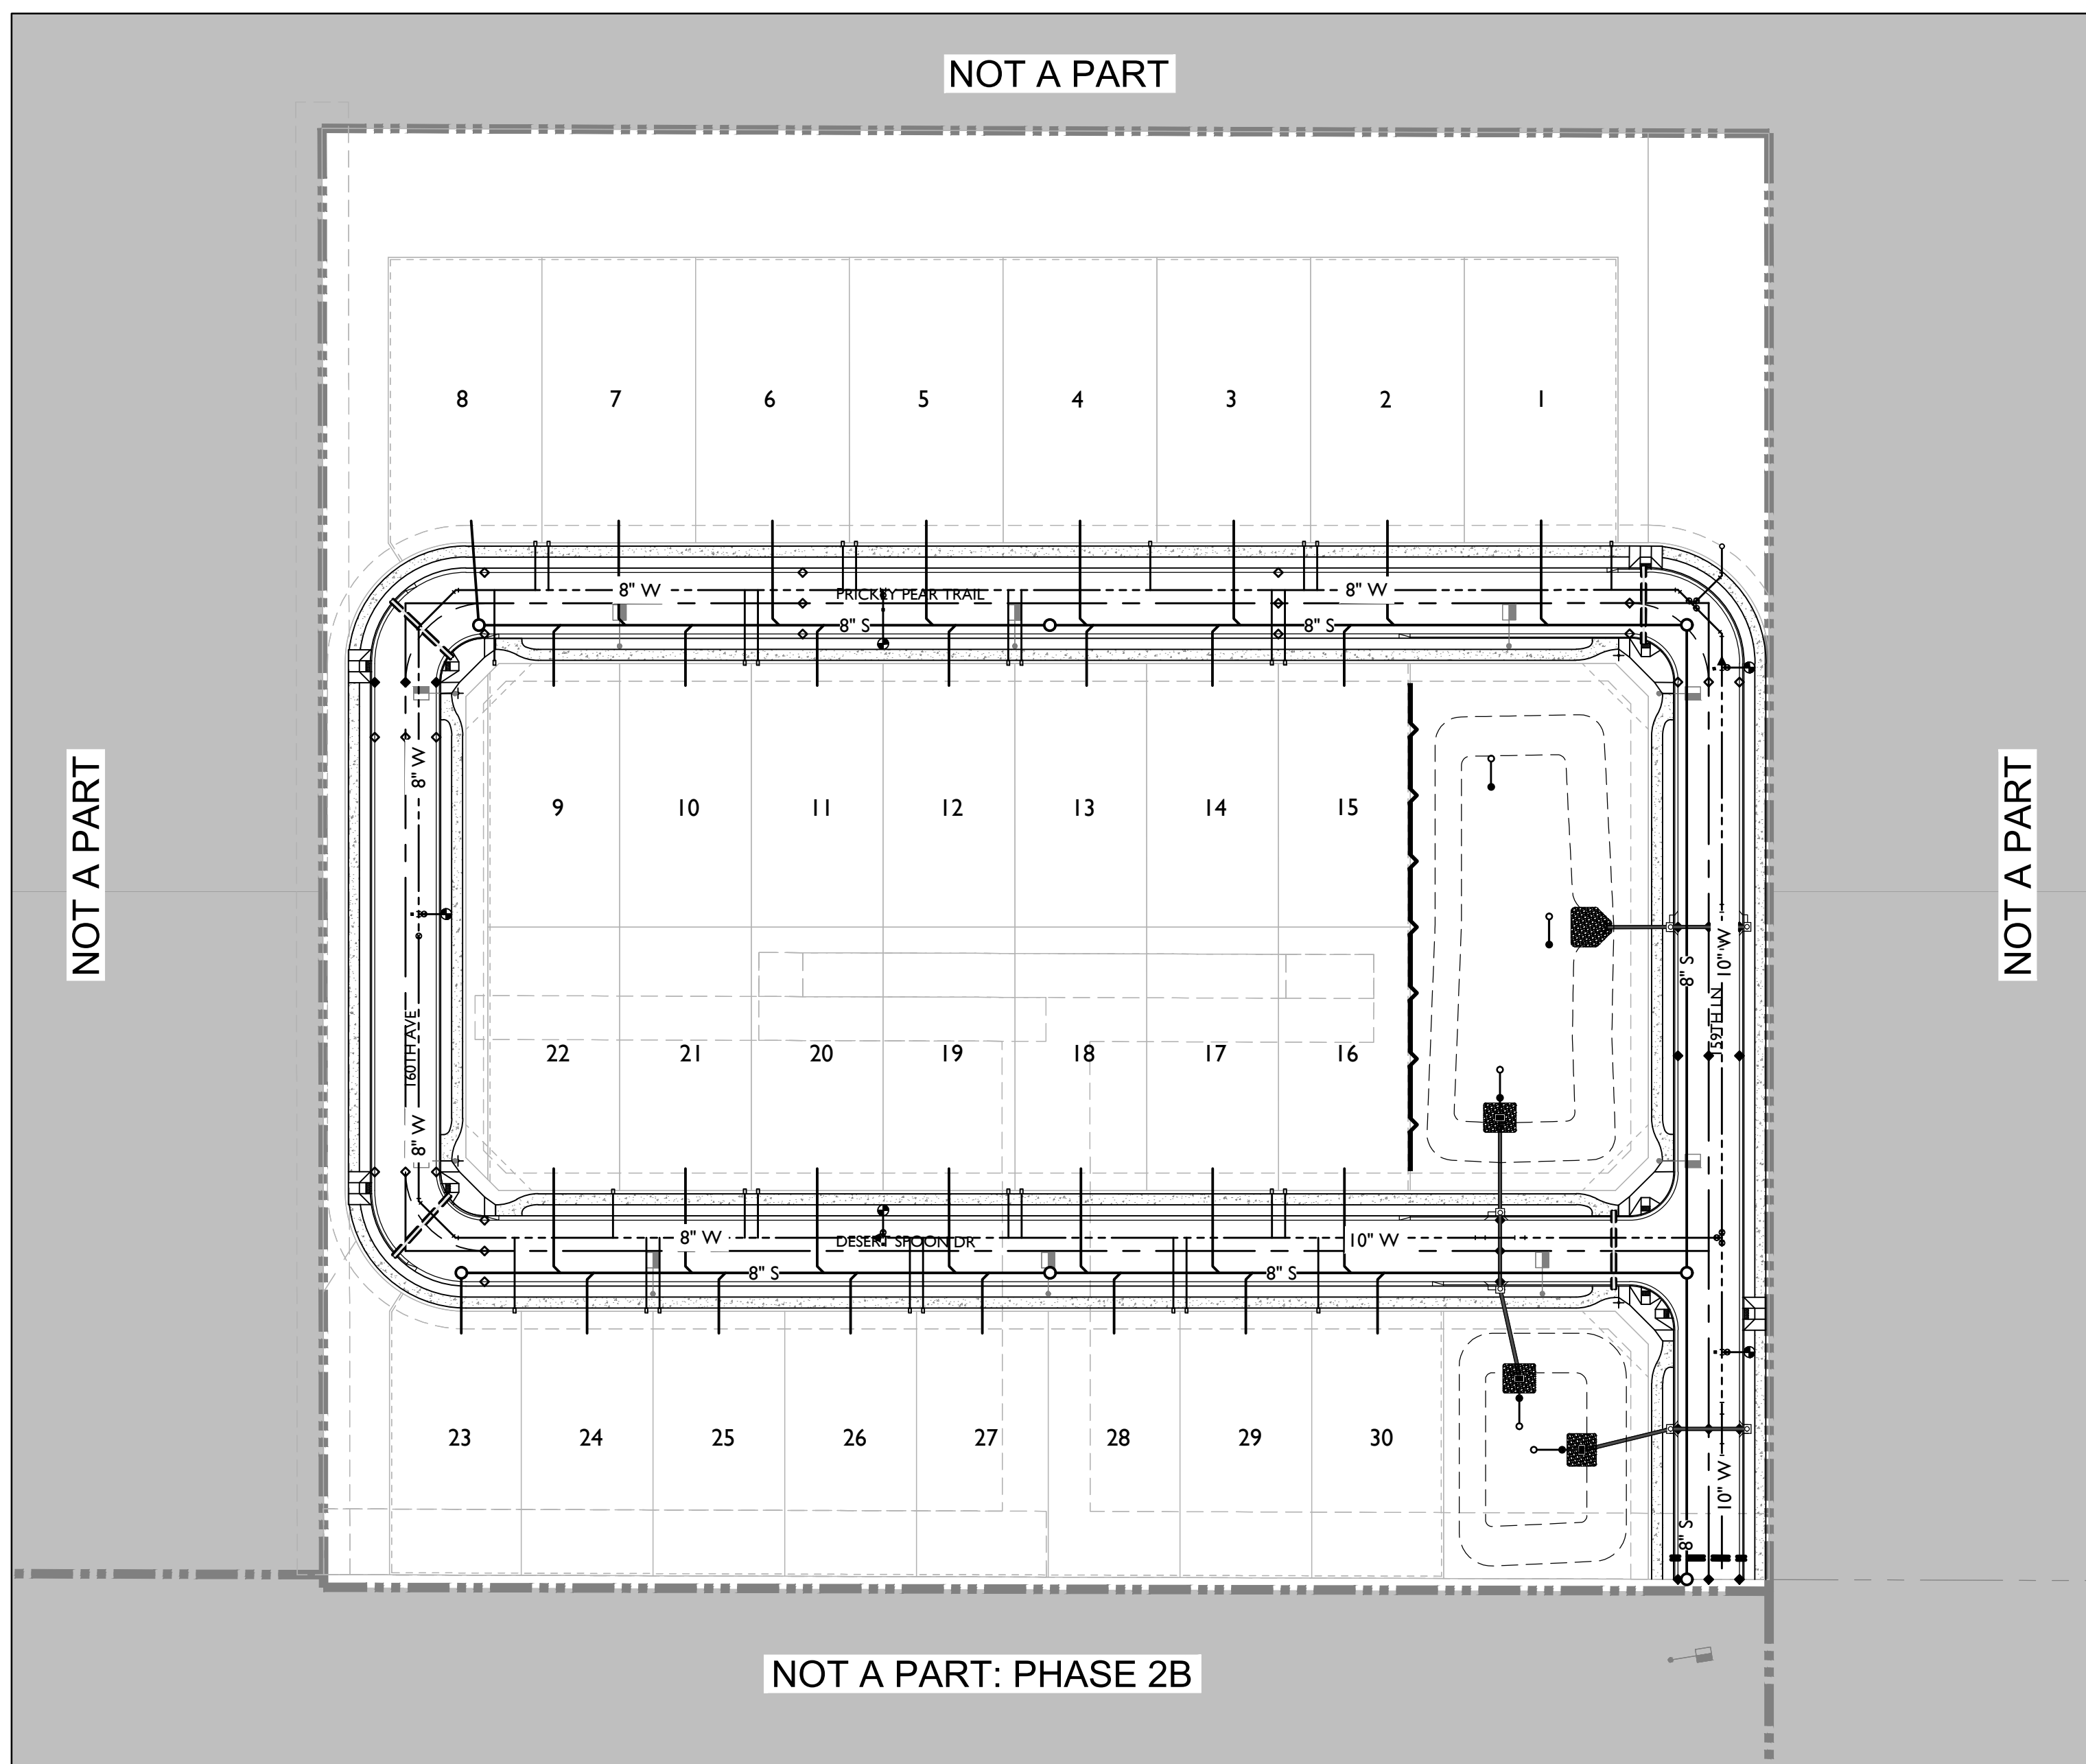 NOT A PART
8 7 6 5 4 3 2 1
8" W 8" W
PRICKEY PEAR TRAIL
8" S 8" S
NOT A PART
8" W
160TH AVE
8" W
9 10 11 12 13 14 15
22 21 20 19 18 17 16
8" S
10" W
159TH LN
NOT A PART
8" W 10" W
DESERT SPOON DR
8" S 8" S
23 24 25 26 27 28 29 30
10" W
8" S
NOT A PART: PHASE 2B